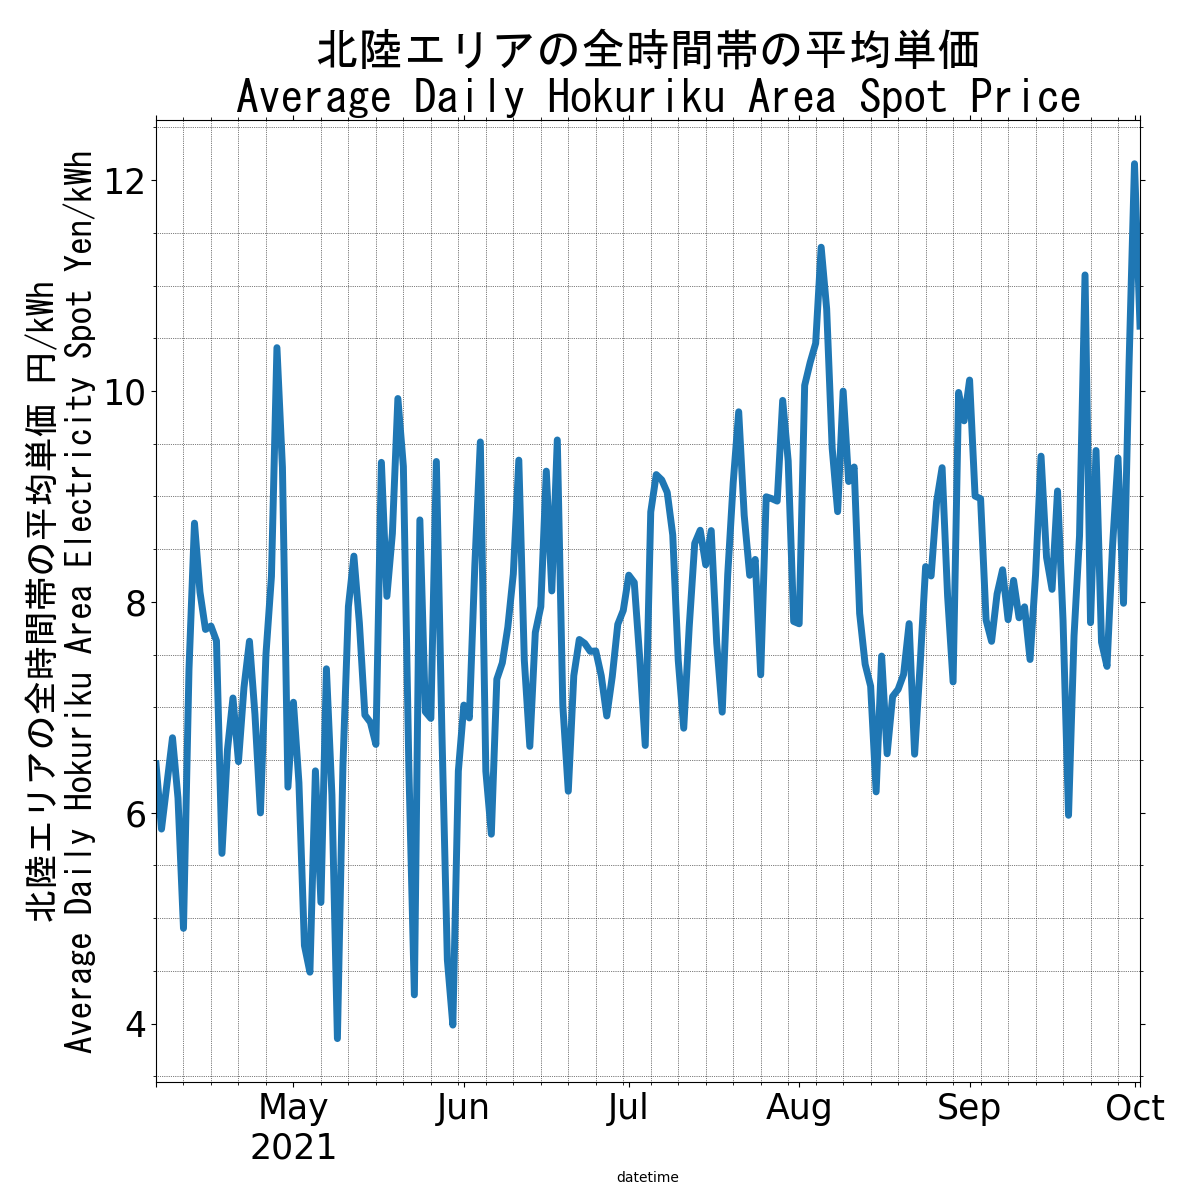 北陸エリアの全時間帯の平均単価
Average Daily Hokuriku Area Spot Price
北陸エリアの全時間帯の平均単価 円/kWh
Average Daily Hokuriku Area Electricity Spot Yen/kWh
12
10
8
6
4
May
2021
Jun
Jul
Aug
Sep
Oct
datetime